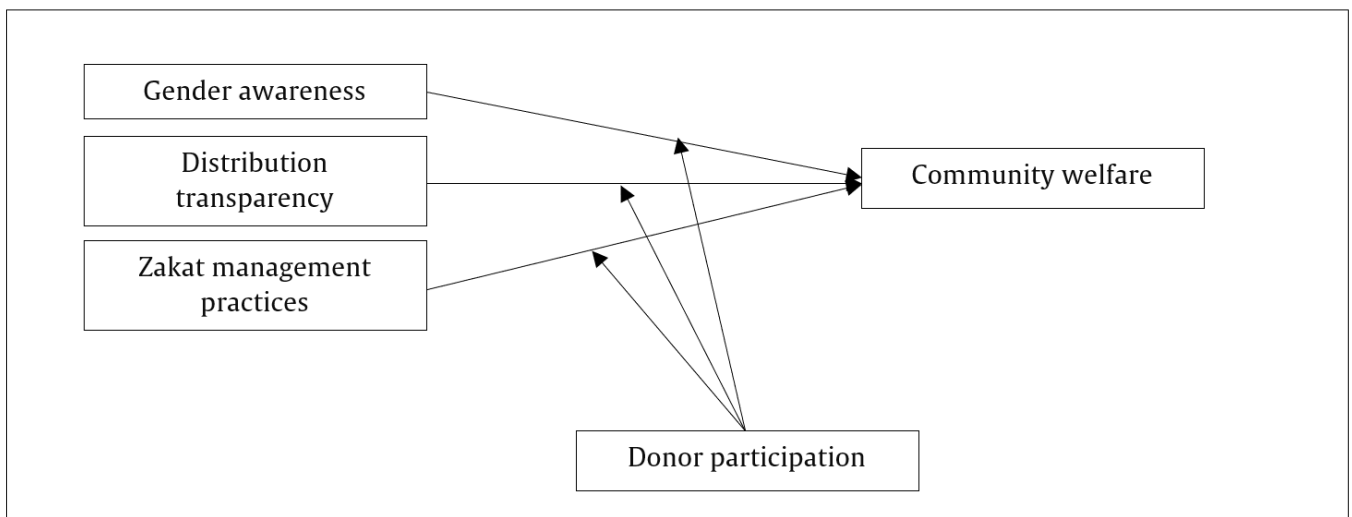 Gender awareness
Distribution
transparency
Community welfare
Zakat management
practices
Donor participation